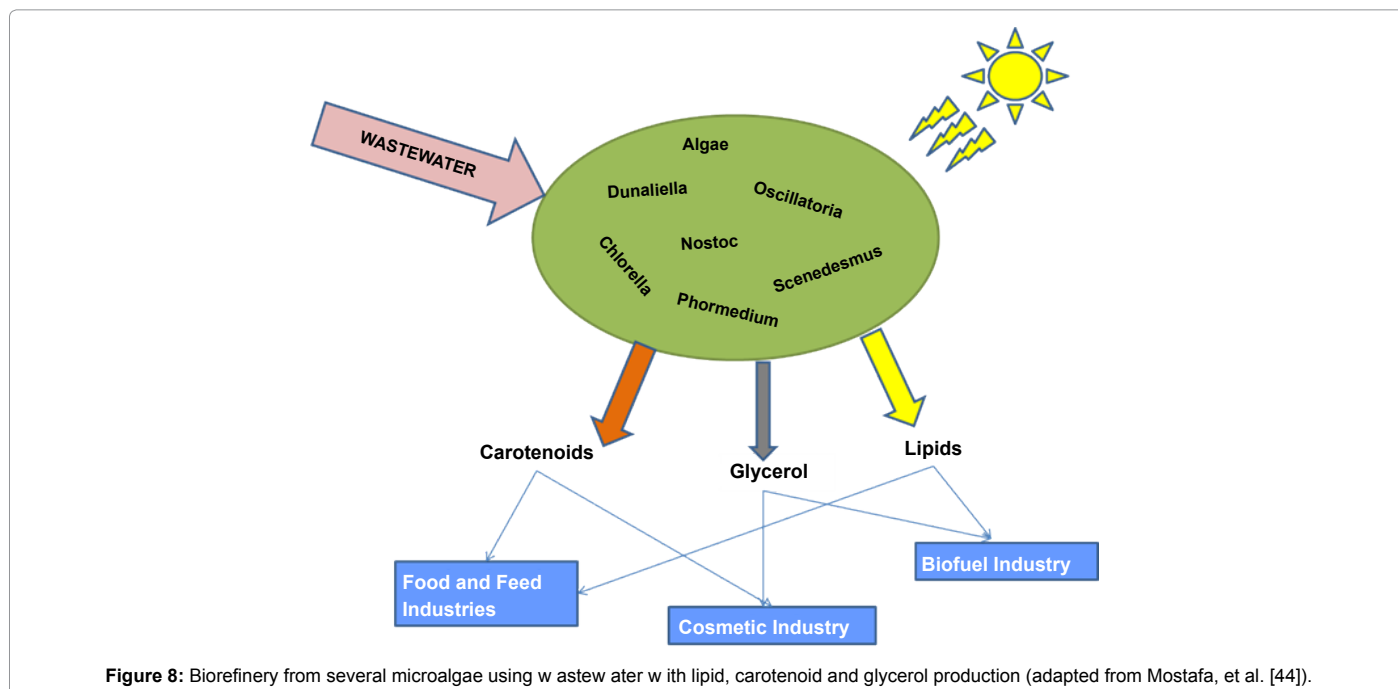 WASTEWATER
Algae
Dunaliella
Oscillatoria
Nostoc
Chlorella
Scenedesmus
Phormedium
Carotenoids
Glycerol
Lipids
Food and Feed
Industries
Cosmetic Industry
Biofuel Industry
Figure 8: Biorefinery from several microalgae using w astew ater w ith lipid, carotenoid and glycerol production (adapted from Mostafa, et al. [44]).